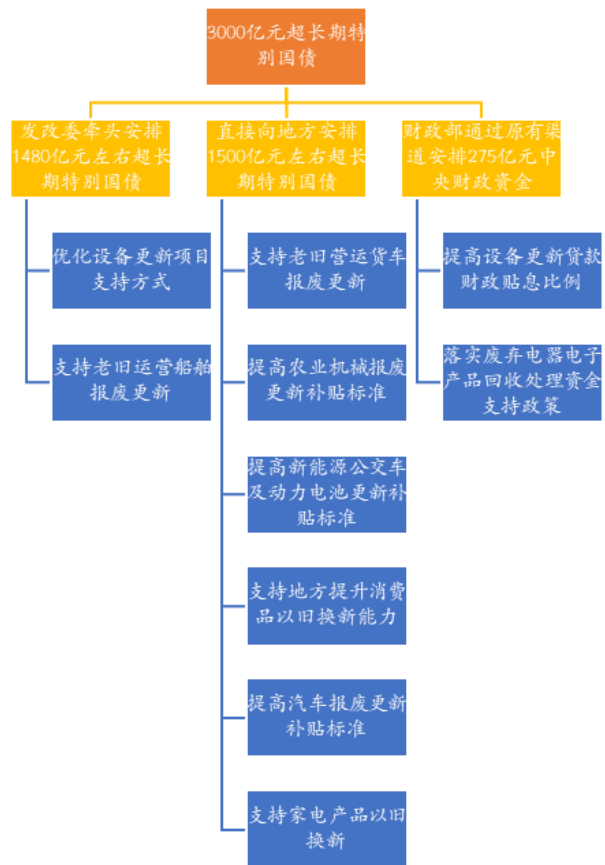 3000亿元超长期特
别国债
发改委牵头安排
1480亿元左右超长
期特别国债
优化设备更新项目
支持方式
支持老旧运营船舶
报废更新
直接向地方安排
1500亿元左右超长
期特别国债
支持老旧营运货车
报废更新
提高农业机械报废
更新补贴标准
提高新能源公交车
及动力电池更新补
贴标准
支持地方提升消费
品以旧换新能力
提高汽车报废更新
补贴标准
支持家电产品以旧
换新
财政部通过原有渠
道安排275亿元中
央财政资金
提高设备更新贷款
财政贴息比例
落实废弃电器电子
产品回收处理资金
支持政策